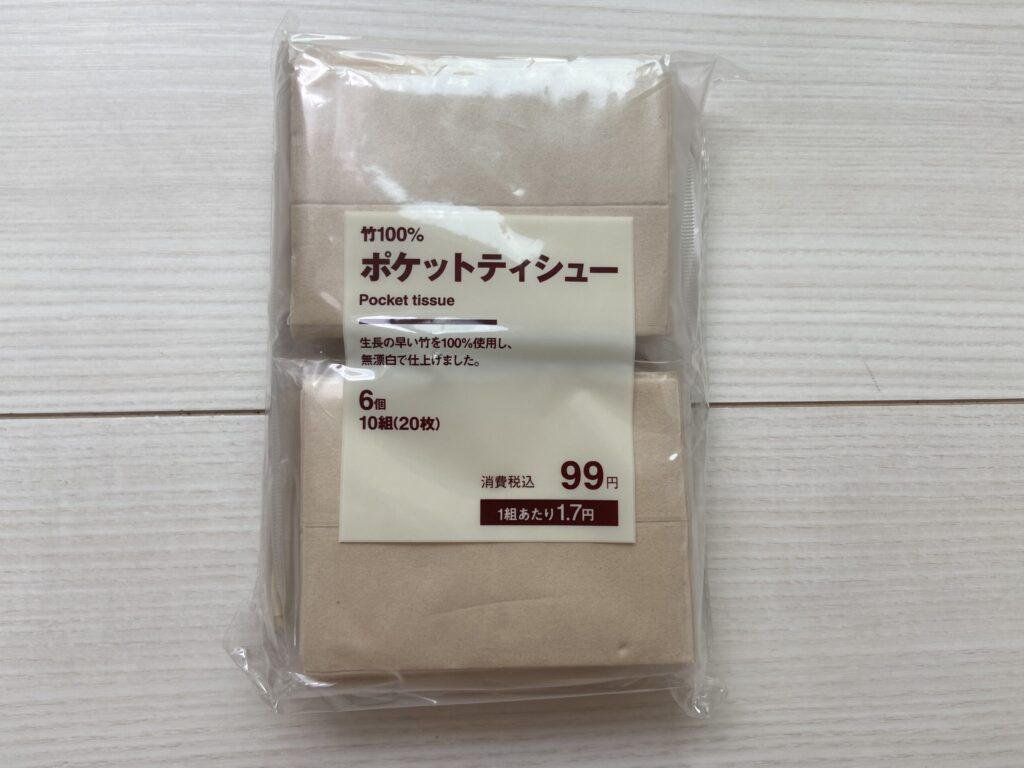 竹100%
ポケットティシュー
Pocket tissue
生長の早い竹を100%使用し、
無漂白で仕上げました。
6個
10組(20枚)
消費税込 99円
1組あたり1.7円